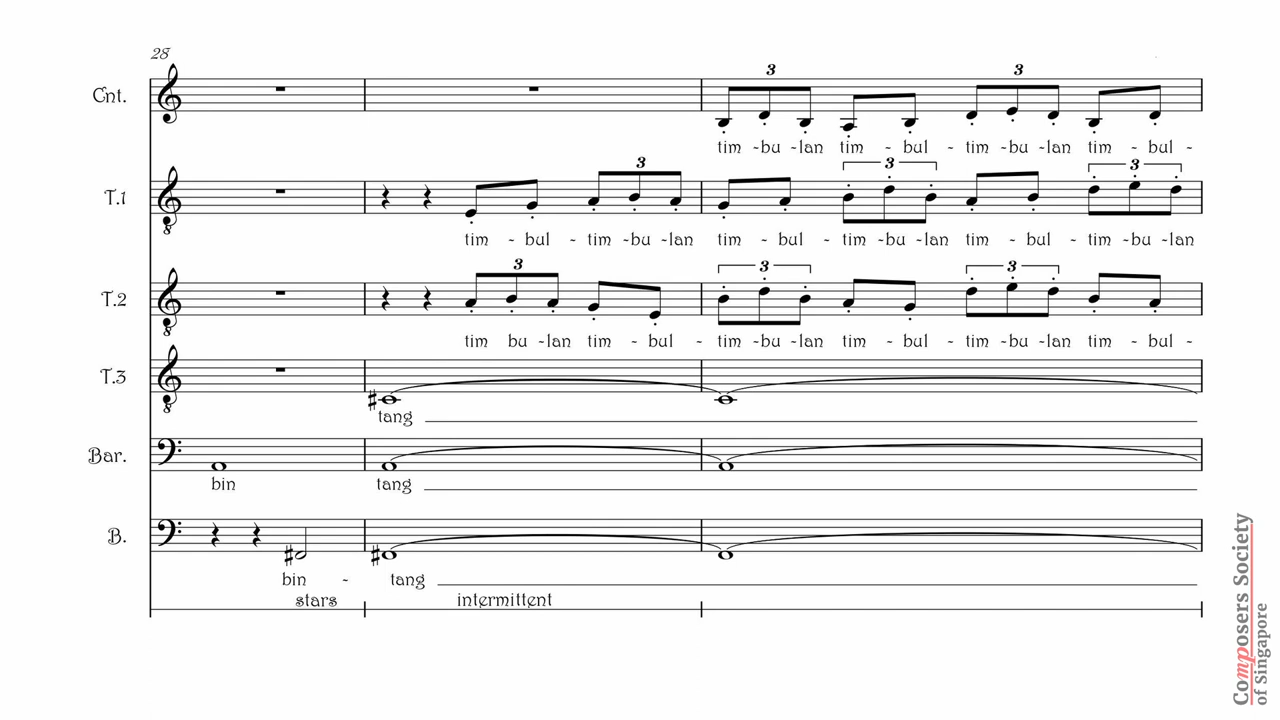 28
Cnt.
3 3
tim -bu -lan tim - bul - tim -bu -lan tim - bul -
T.1
3 3 3
tim - bul - tim -bu -lan tim - bul - tim -bu -lan tim - bul - tim -bu -lan
T.2
3 3 3
tim bu -lan tim - bul - tim -bu -lan tim - bul - tim -bu -lan tim - bul -
T.3
tang
Bar.
bin tang
B.
bin - tang
stars intermittent
Composers Society
of Singapore